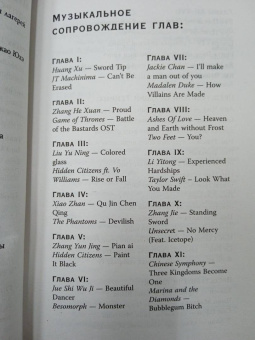 лагерей
као Юлэ
МУЗЫКАЛЬНОЕ
СОПРОВОЖДЕНИЕ ГЛАВ:
ГЛАВА I:
Huang Xu — Sword Tip
JT Machinima — Can't Be
Erased
ГЛАВА II:
Zhang He Xuan — Proud
Game of Thrones — Battle
of the Bastards OST
ГЛАВА III:
Liu Yu Ning — Colored
glass
Hidden Citizens ft. Vo
Williams — Rise or Fall
ГЛАВА IV:
Xiao Zhan — Qu Jin Chen
Qing
The Phantoms — Devilish
ГЛАВА V:
Zhang Yun Jing — Pian ai
Hidden Citizens — Paint
It Black
ГЛАВА VI:
Jue Shi Wu Ji — Beautiful
Dancer
Besomorph — Monster
ГЛАВА VII:
Jackie Chan — I'll make
a man out of you
Madalen Duke — How
Villains Are Made
ГЛАВА VIII:
Ashes Of Love — Heaven
and Earth without Frost
Two Feet — You?
ГЛАВА IX:
Li Yitong — Experienced
Hardships
Taylor Swift — Look What
You Made
ГЛАВА X:
Zhang Jie — Standing
Sword
Unsecret — No Mercy
(Feat. Icetope)
ГЛАВА XI:
Chinese Symphony —
Three Kingdoms Become
One
Marina and the
Diamonds —
Bubblegum Bitch